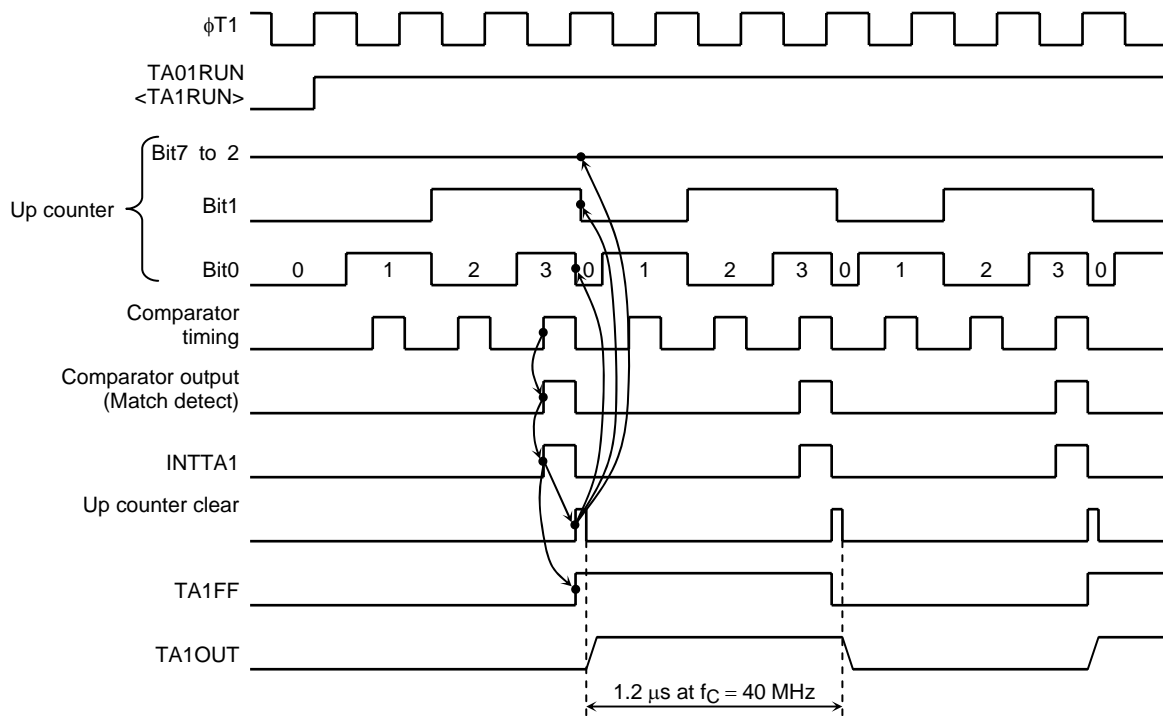 ϕT1
TA01RUN
<TA1RUN>
Bit7 to 2
Up counter
Bit1
Bit0
0 1 2 3 0 1 2 3 0 1 2 3 0
Comparator
timing
Comparator output
(Match detect)
INTTA1
Up counter clear
TA1FF
TA1OUT
1.2 μs at fC = 40 MHz